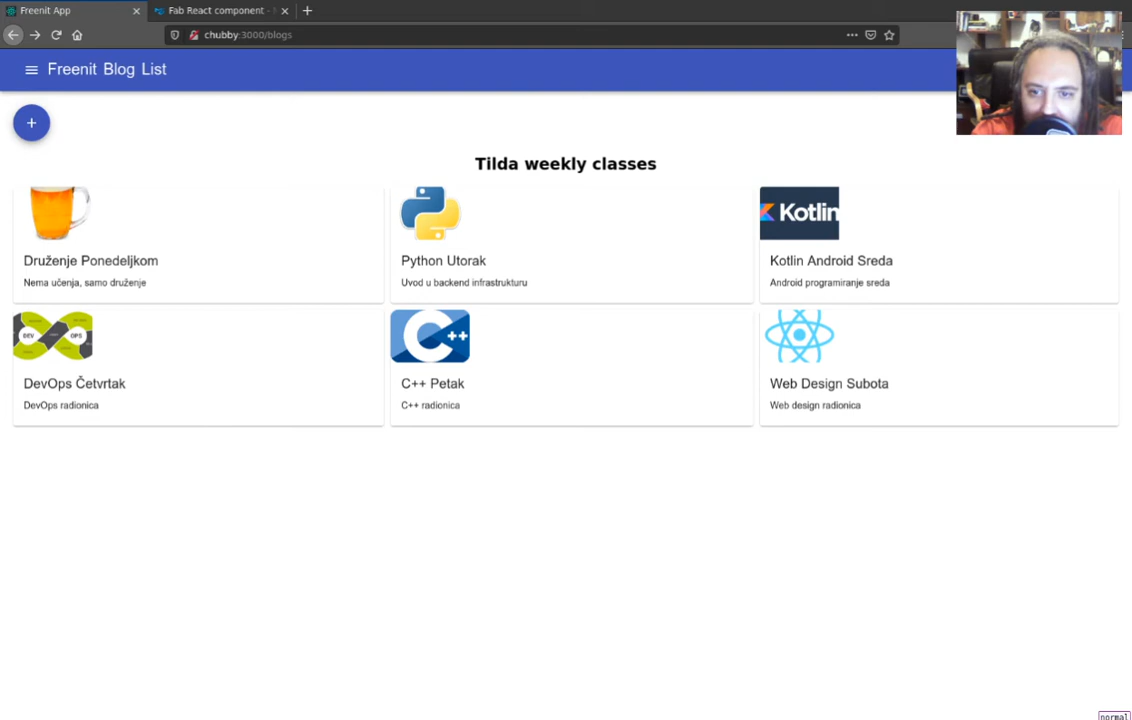 Freenit App
Fab React component -
chubby:3000/blogs
Freenit Blog List
+
Tilda weekly classes
Druženje Ponedeljkom
Nema učenja, samo druženje
Python Utorak
Uvod u backend infrastrukturu
Kotlin
Kotlin Android Sreda
Android programiranje sreda
DEV OPS
DevOps Četvrtak
DevOps radionica
C++
C++ Petak
C++ radionica
Web Design Subota
Web design radionica
normal